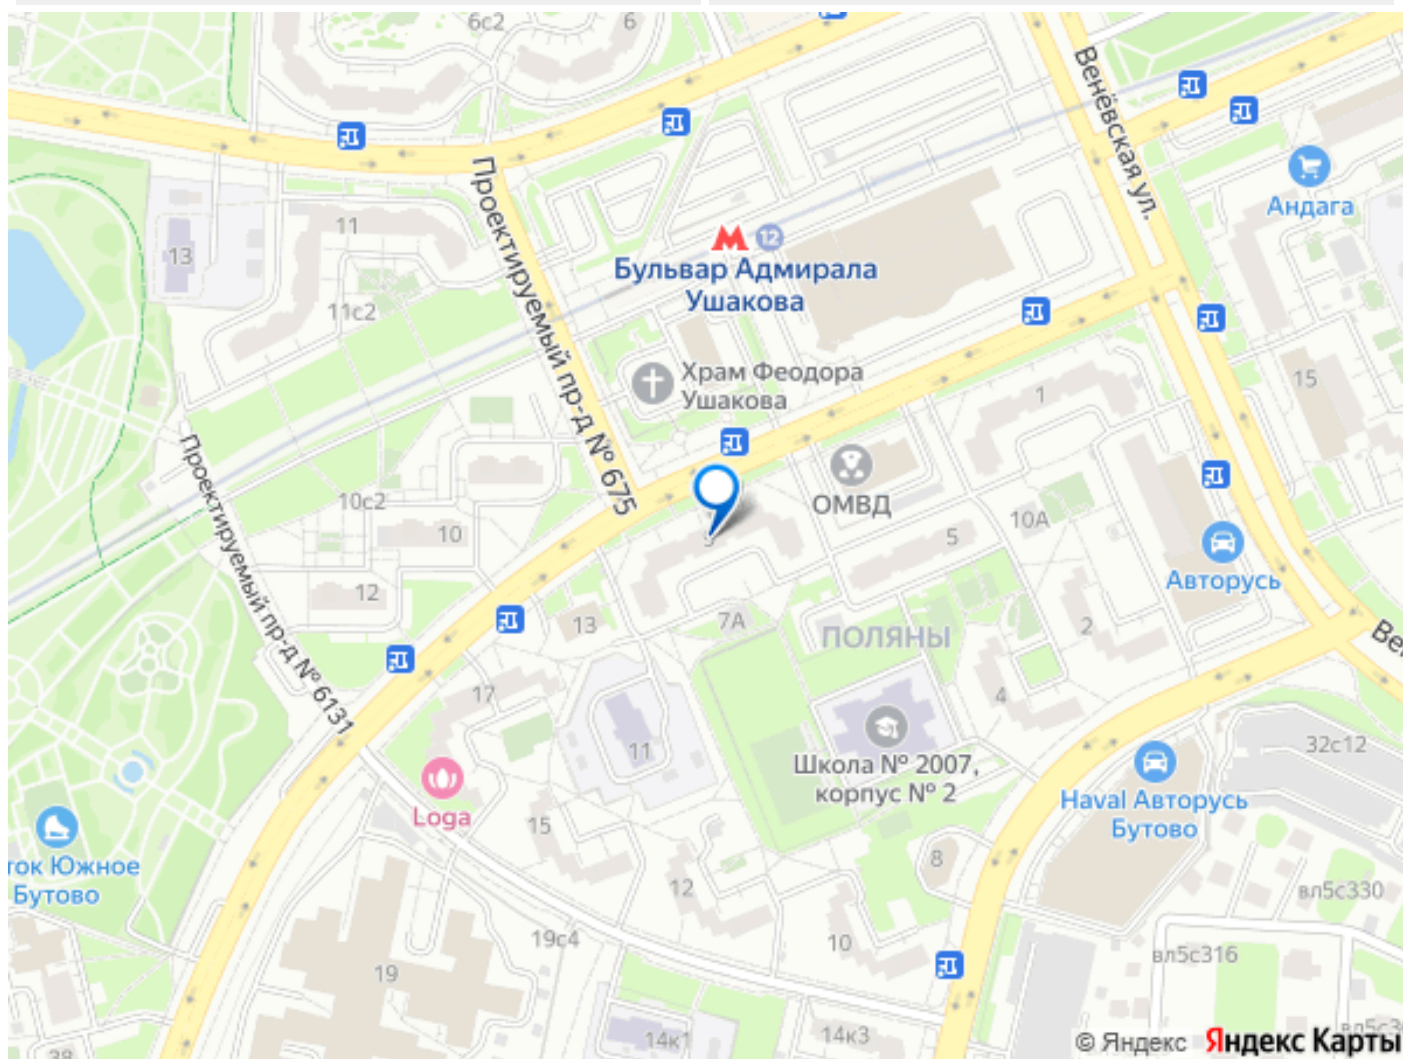 6с2
6
Венёвская ул.
Проектируемый пр-д № 675
Андага
11
13
12
Бульвар Адмирала
Ушакова
11с2
Храм Феодора
Ушакова
1
15
Проектируемый пр-д № 6131
10с2
10
ОМВД
10А
5
Авторусь
12
13
7А
ПОЛЯНЫ
2
17
4
11
Школа № 2007,
корпус № 2
32с12
Haval Авторусь
Бутово
Loga
15
ток Южное
Бутово
8
12
вл5с330
19с4
10
вл5с316
19
14к1
14к3
38
© Яндекс Яндекс Карты